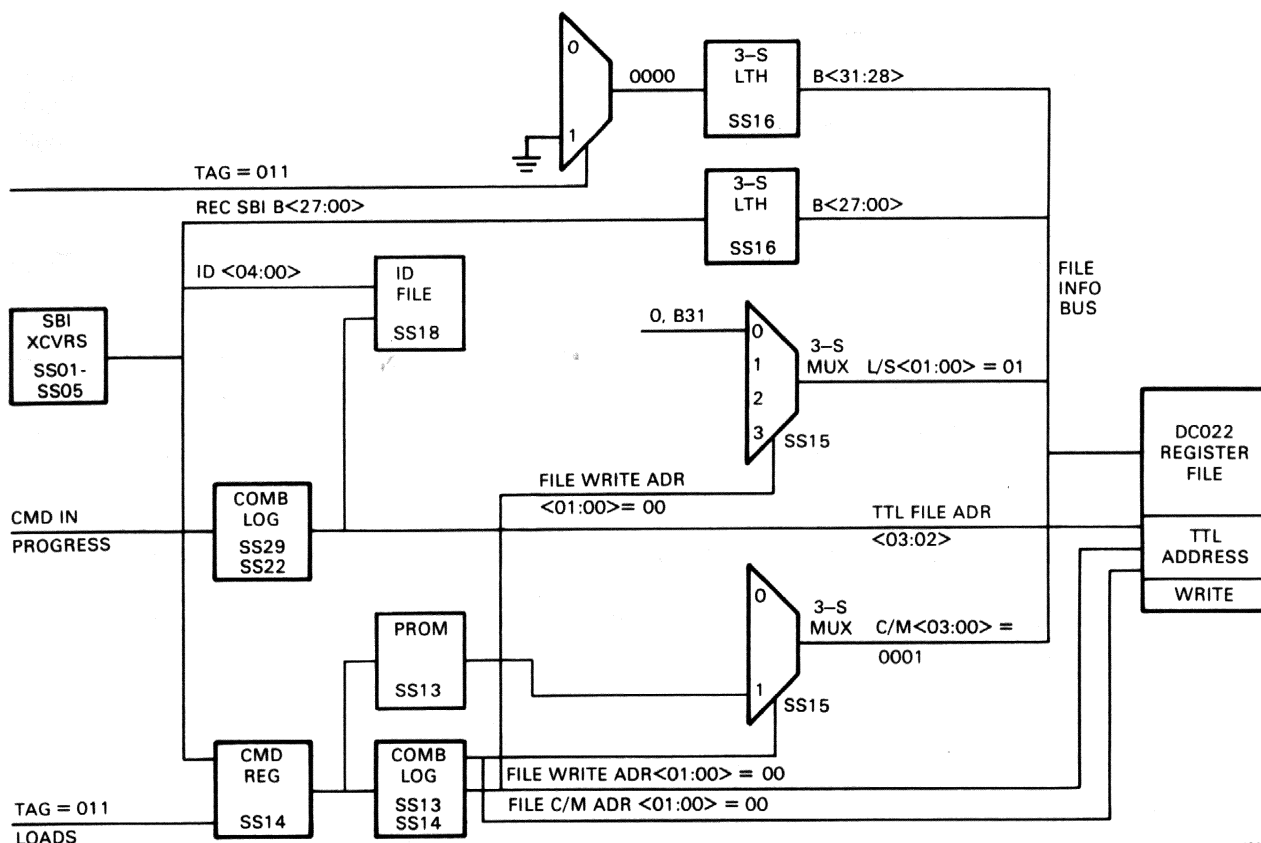 0
1
0000
3-S
LTH
SS16
B<31:28>
TAG = 011
REC SBI B<27:00>
3-S
LTH
SS16
B<27:00>
ID <04:00>
ID
FILE
SS18
FILE
INFO
BUS
SBI
XCVRS
SS01-
SS05
0, B31
0
1
2
3
3-S
MUX L/S<01:00> = 01
SS15
DC022
REGISTER
FILE
TTL
ADDRESS
WRITE
FILE WRITE ADR
<01:00>= 00
CMD IN
PROGRESS
COMB
LOG
SS29
SS22
TTL FILE ADR
<03:02>
PROM
SS13
0
1
3-S
MUX C/M<03:00> =
0001
SS15
CMD
REG
SS14
COMB
LOG
SS13
SS14
FILE WRITE ADR<01:00> = 00
FILE C/M ADR <01:00> = 00
TAG = 011
LOADS